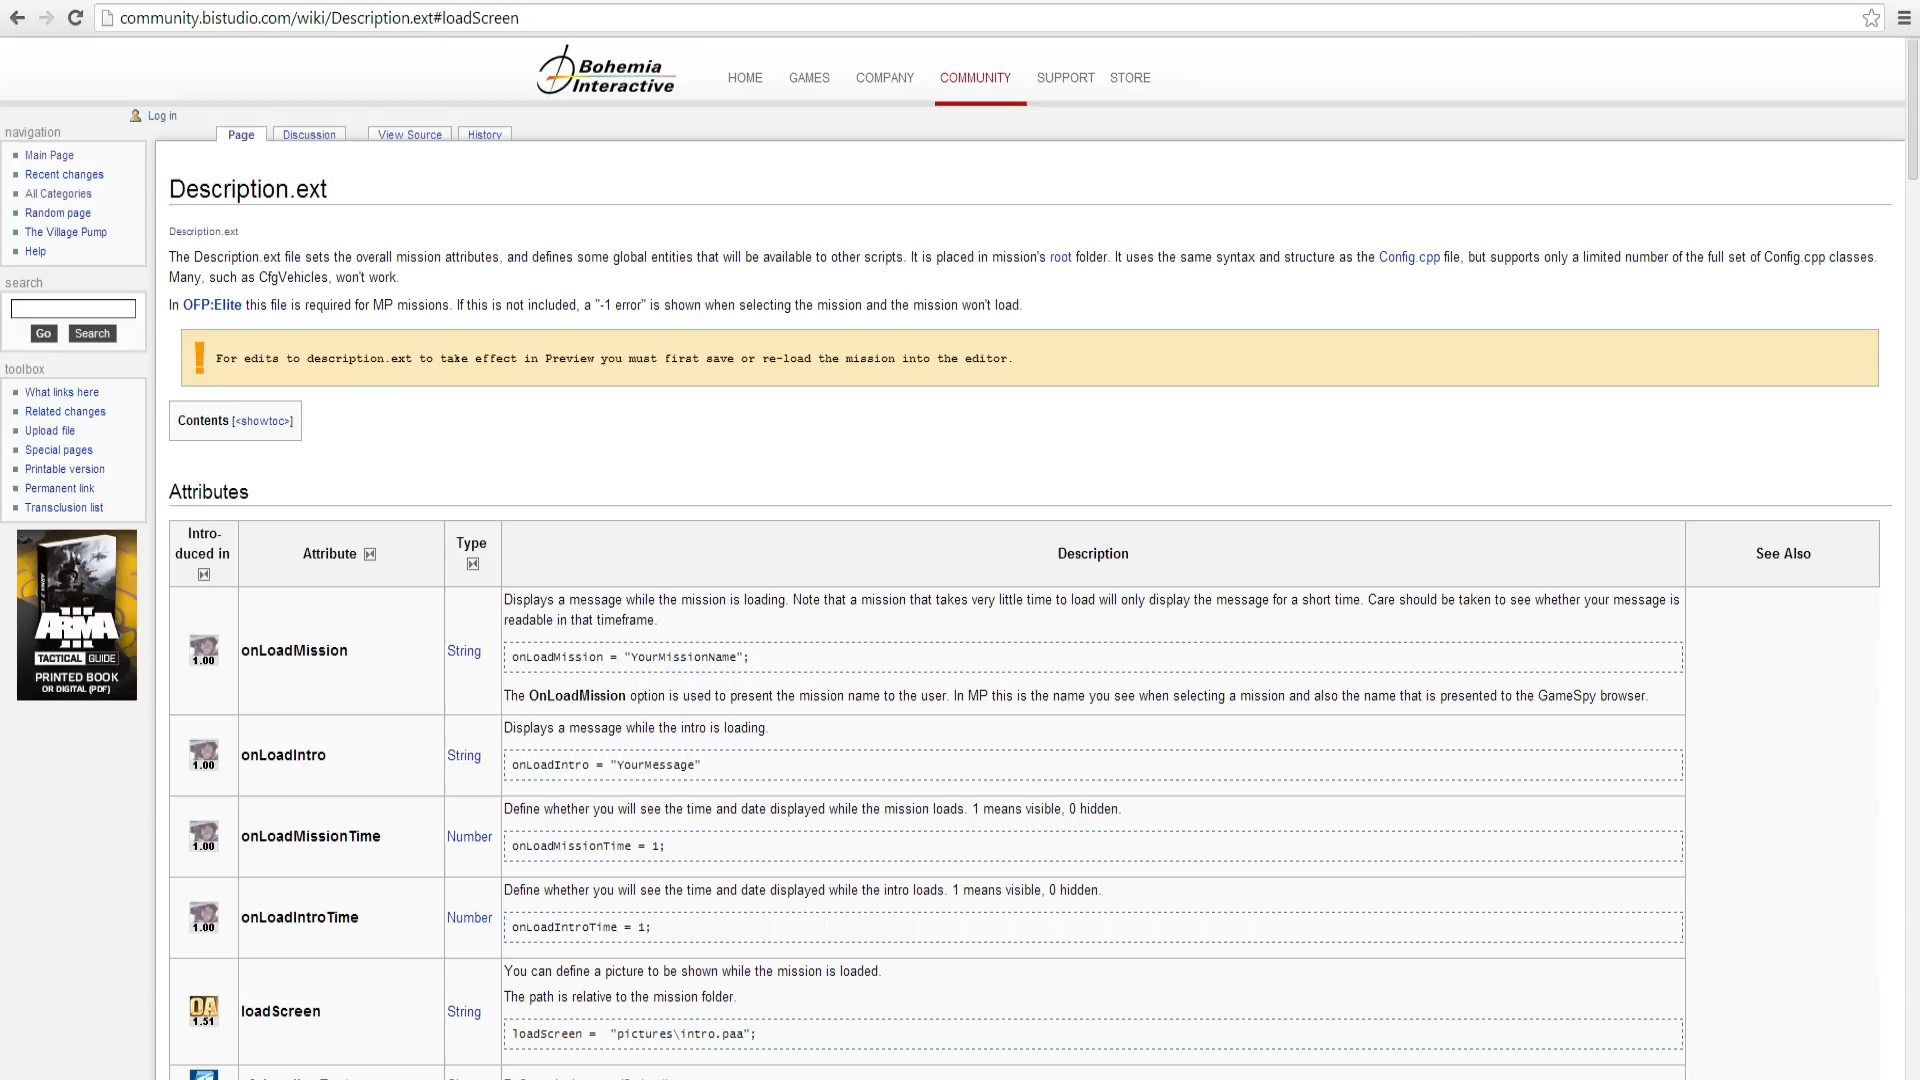 community.bistudio.com/wiki/Description.ext#loadScreen
Bohemia
Interactive
HOME GAMES COMPANY COMMUNITY SUPPORT STORE
Log in
Page Discussion View Source History
navigation
Main Page
Recent changes
All Categories
Random page
The Village Pump
Help
search
Go Search
toolbox
What links here
Related changes
Upload file
Special pages
Printable version
Permanent link
Transclusion list
ARMA
III
TACTICAL GUIDE
PRINTED BOOK
OR DIGITAL (PDF)
Description.ext
Description.ext
The Description.ext file sets the overall mission attributes, and defines some global entities that will be available to other scripts. It is placed in mission's root folder. It uses the same syntax and structure as the Config.cpp file, but supports only a limited number of the full set of Config.cpp classes.
Many, such as CfgVehicles, won't work.
In OFP:Elite this file is required for MP missions. If this is not included, a "-1 error" is shown when selecting the mission and the mission won't load.
For edits to description.ext to take effect in Preview you must first save or re-load the mission into the editor.
Contents [<showtoc>]
Attributes
Intro-
duced in
Attribute
Type
Description
See Also
1.00
onLoadMission
String
Displays a message while the mission is loading. Note that a mission that takes very little time to load will only display the message for a short time. Care should be taken to see whether your message is
readable in that timeframe.
onLoadMission = "YourMissionName";
The OnLoadMission option is used to present the mission name to the user. In MP this is the name you see when selecting a mission and also the name that is presented to the GameSpy browser.
1.00
onLoadIntro
String
Displays a message while the intro is loading.
onLoadIntro = "YourMessage"
1.00
onLoadMissionTime
Number
Define whether you will see the time and date displayed while the mission loads. 1 means visible, 0 hidden.
onLoadMissionTime = 1;
1.00
onLoadIntroTime
Number
Define whether you will see the time and date displayed while the intro loads. 1 means visible, 0 hidden.
onLoadIntroTime = 1;
OA
1.51
loadScreen
String
You can define a picture to be shown while the mission is loaded.
The path is relative to the mission folder.
loadScreen = "pictures\intro.paa";